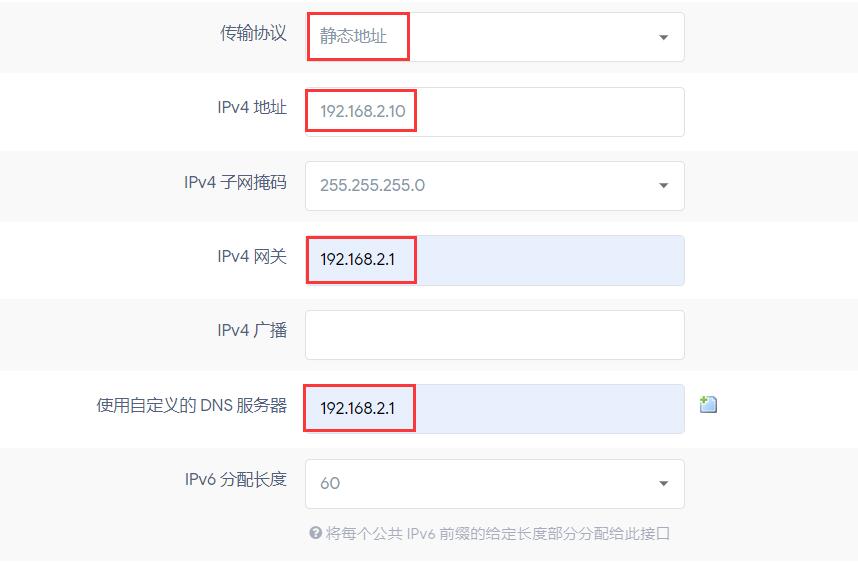 传输协议 静态地址
IPv4 地址 192.168.2.10
IPv4 子网掩码 255.255.255.0
IPv4 网关 192.168.2.1
IPv4 广播
使用自定义的 DNS 服务器 192.168.2.1
IPv6 分配长度 60
将每个公共 IPv6 前缀的给定长度部分分配给此接口